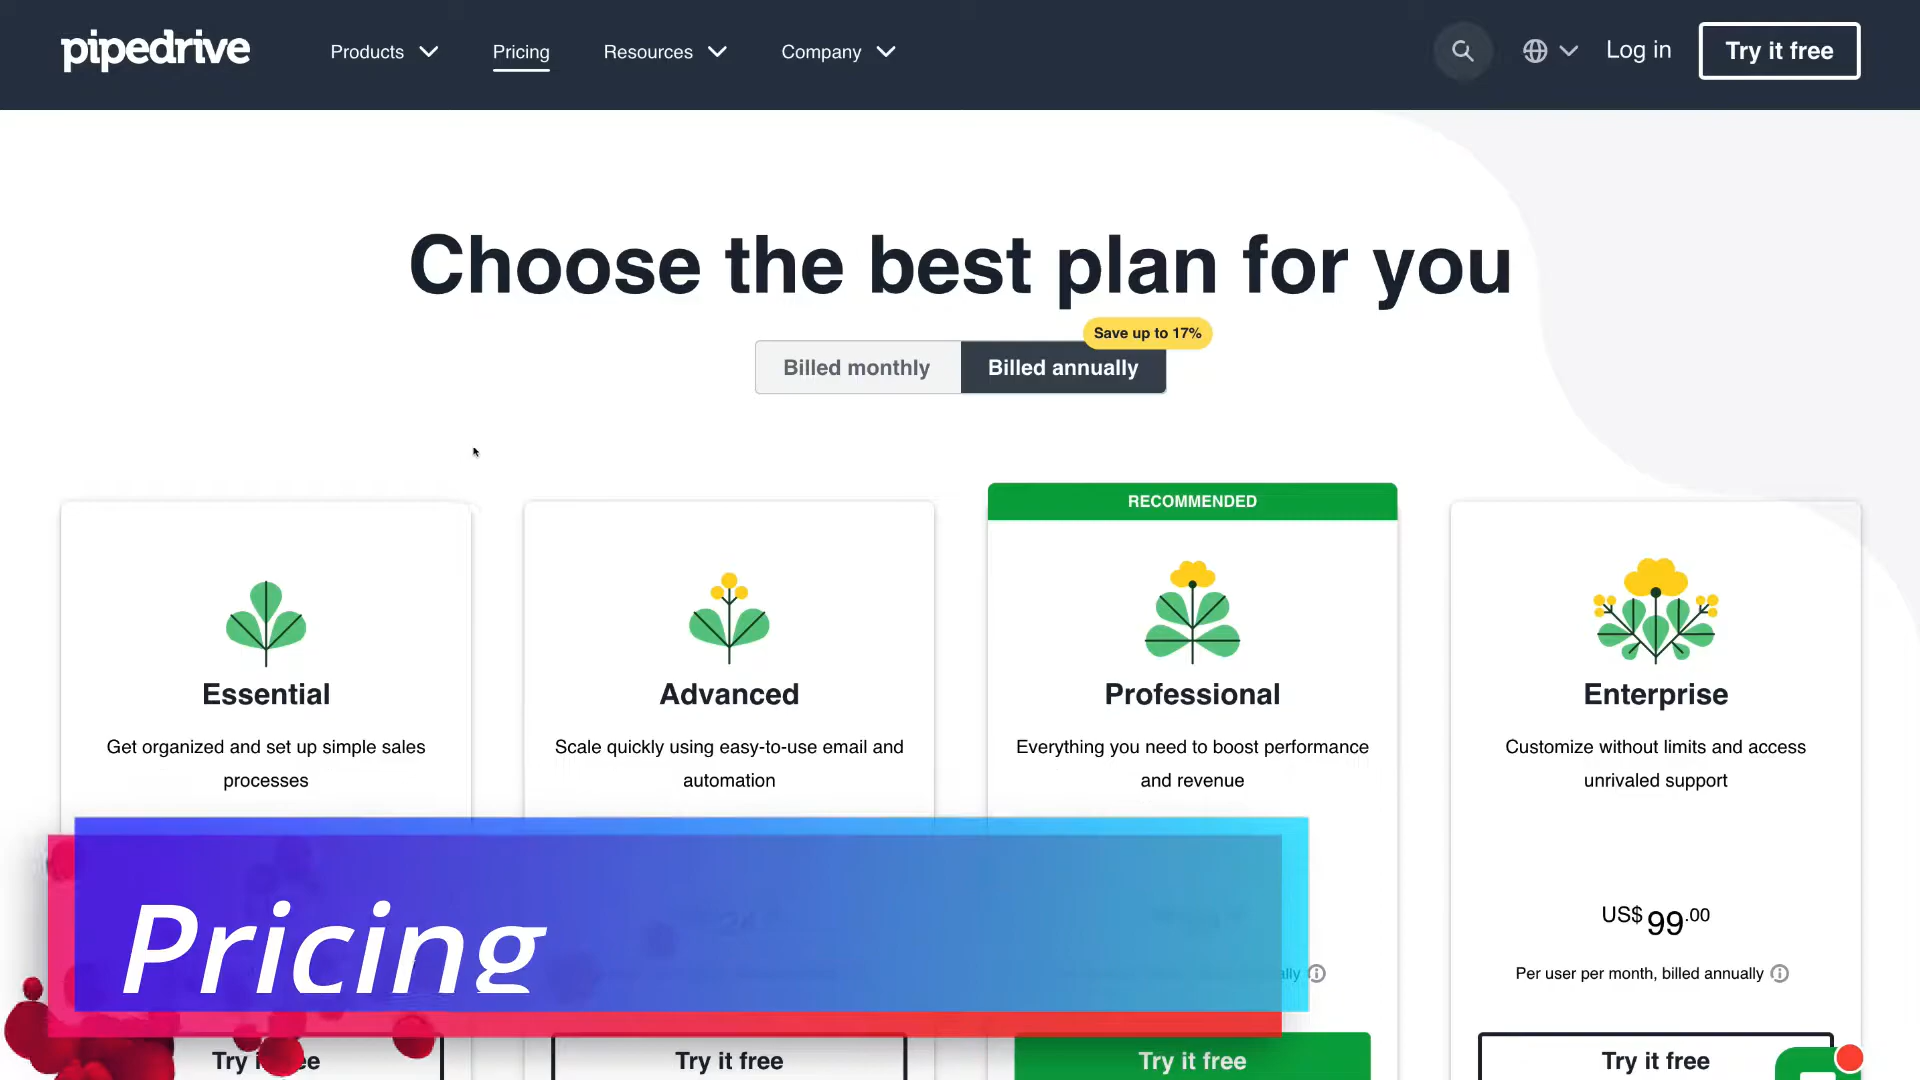 pipedrive
Products
Pricing
Resources
Company
Log in
Try it free
Choose the best plan for you
Save up to 17%
Billed monthly
Billed annually
RECOMMENDED
Essential
Get organized and set up simple sales
processes
Advanced
Scale quickly using easy-to-use email and
automation
Professional
Everything you need to boost performance
and revenue
Enterprise
Customize without limits and access
unrivaled support
US$ 99.00
Per user per month, billed annually
Pricing
Try it free
Try it free
Try it free